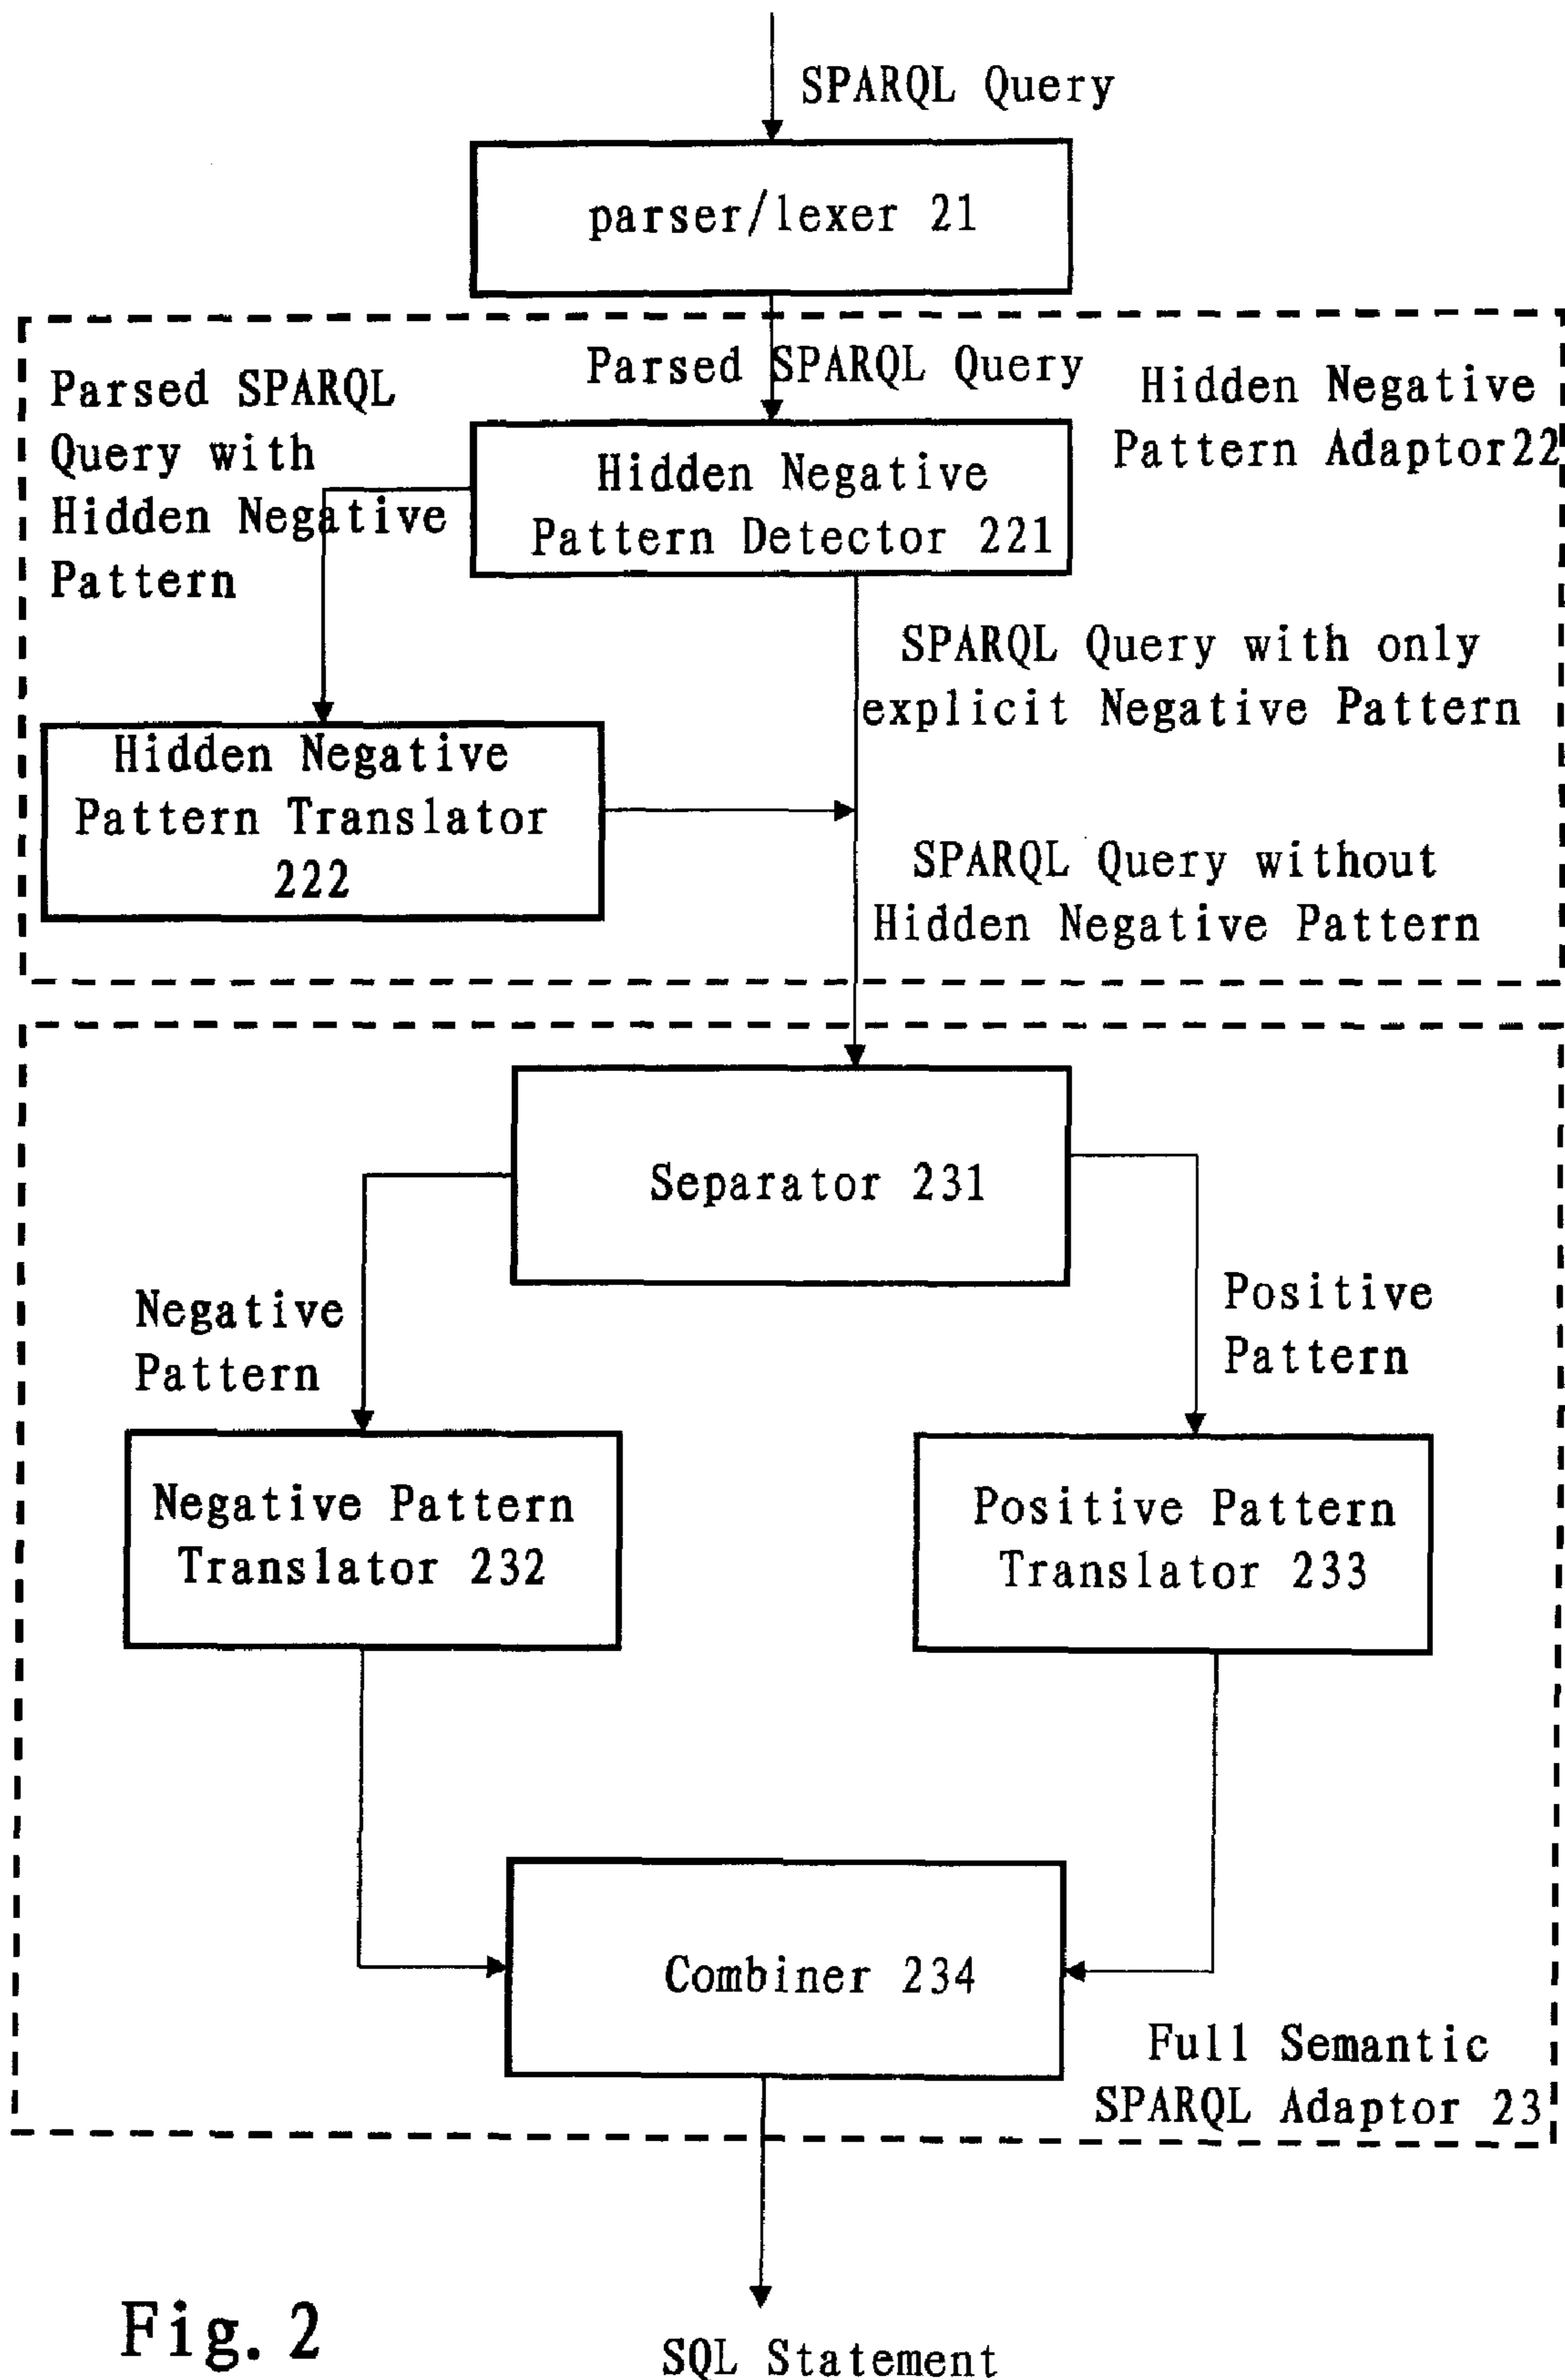 SPARQL Query
parser/lexer 21
Parsed SPARQL Query
Parsed SPARQL
Query with
Hidden Negative
Pattern
Hidden Negative
Pattern Adaptor22
Hidden Negative
Pattern Detector 221
SPARQL Query with only
explicit Negative Pattern
Hidden Negative
Pattern Translator
222
SPARQL Query without
Hidden Negative Pattern
Separator 231
Negative
Pattern
Positive
Pattern
Negative Pattern
Translator 232
Positive Pattern
Translator 233
Combiner 234
Full Semantic
SPARQL Adaptor 23
Fig. 2
SQL Statement